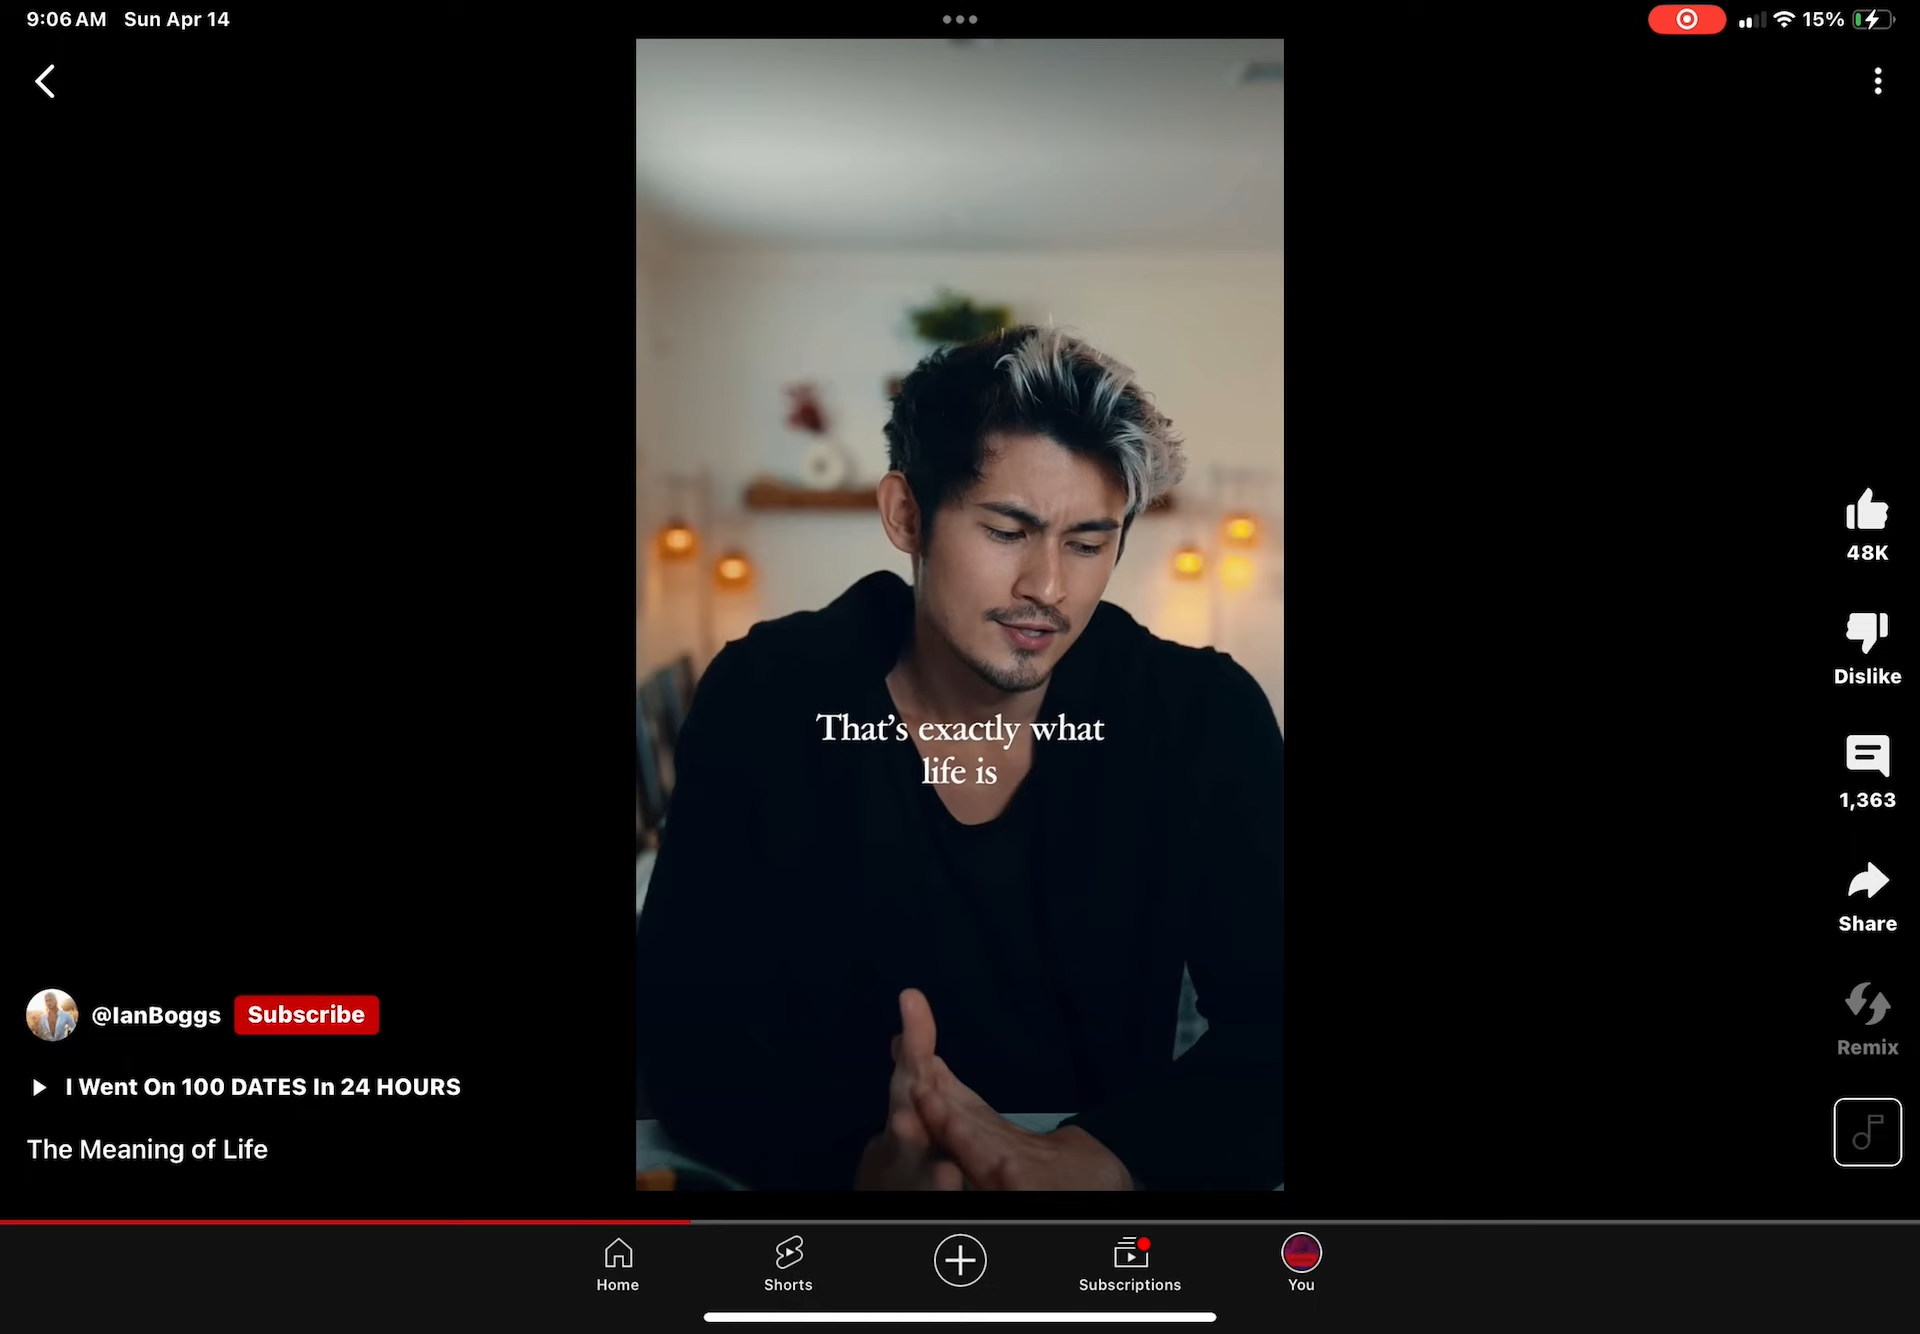 9:06 AM Sun Apr 14
15%
That's exactly what
life is
48K
Dislike
1,363
Share
Remix
@IanBoggs Subscribe
I Went On 100 DATES In 24 HOURS
The Meaning of Life
Home
Shorts
Subscriptions
You